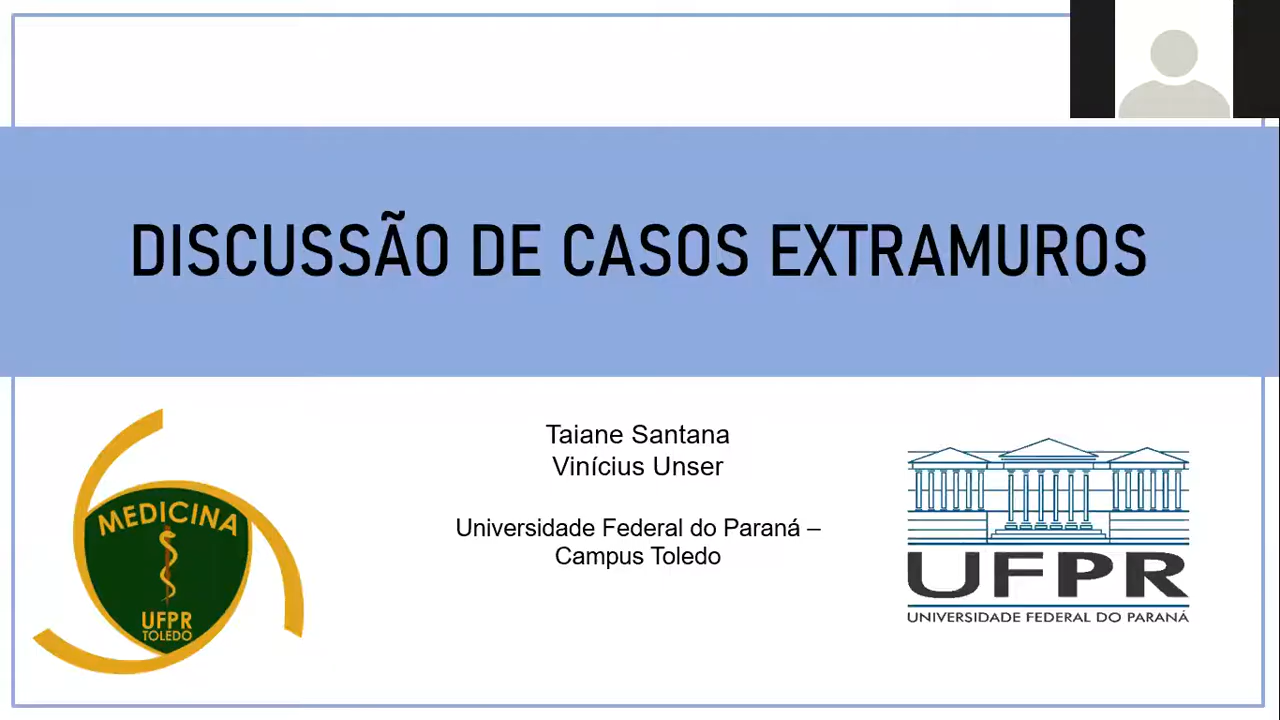 DISCUSSÃO DE CASOS EXTRAMUROS
Taiane Santana
Vinícius Unser
Universidade Federal do Paraná –
Campus Toledo
MEDICINA
UFPR
TOLEDO
UFPR
UNIVERSIDADE FEDERAL DO PARANÁ